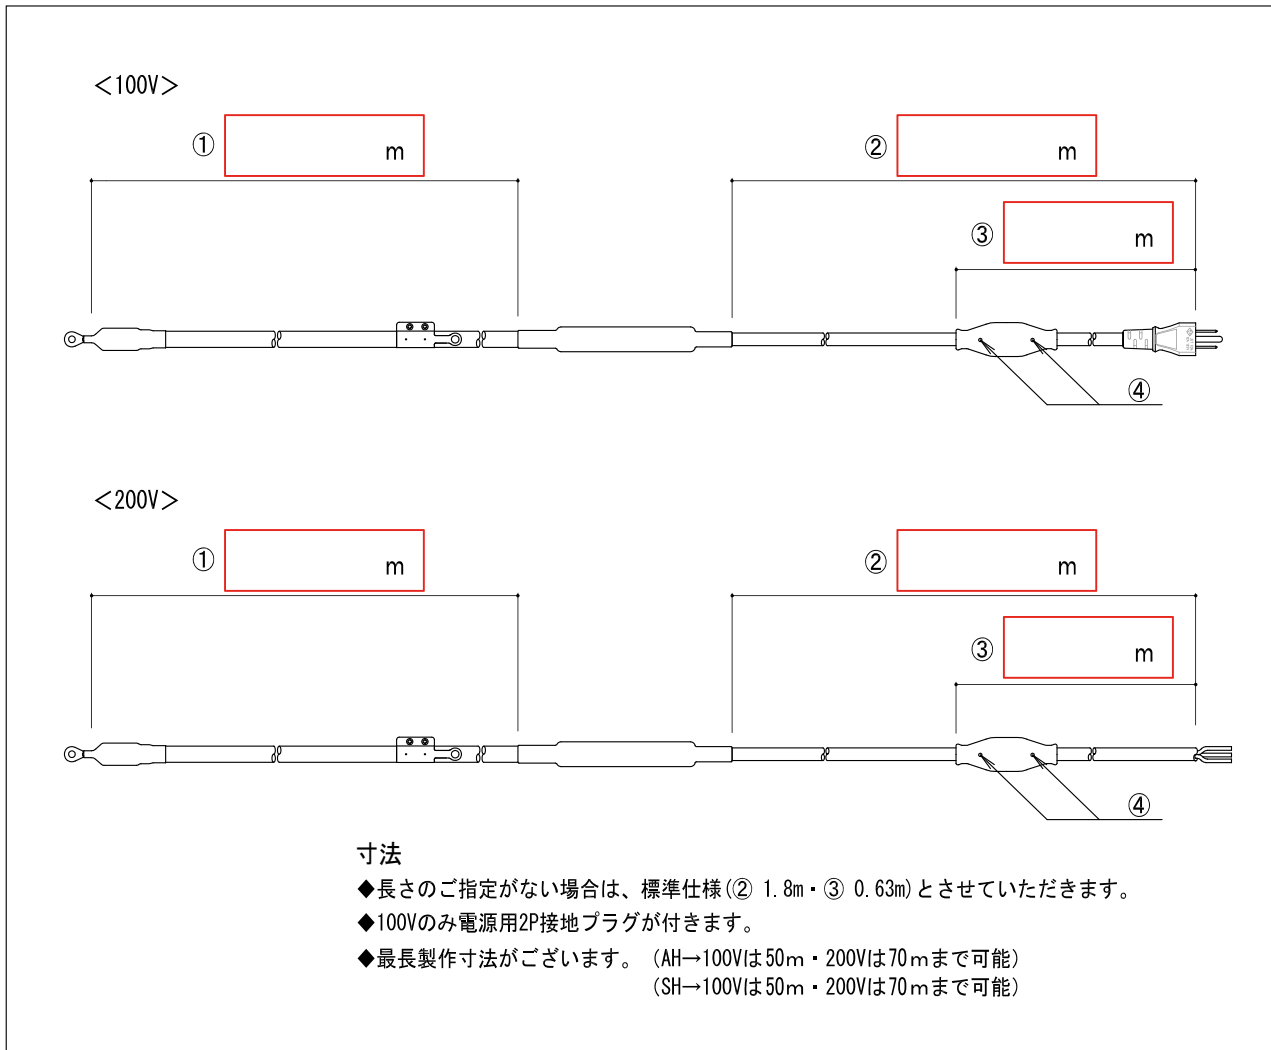 ＜100V＞
① m
② m
③ m
④
＜200V＞
① m
② m
③ m
④
寸法
◆長さのご指定がない場合は、標準仕様(② 1.8m・③ 0.63m)とさせていただきます。
◆100Vのみ電源用2P接地プラグが付きます。
◆最長製作寸法がございます。 (AH→100Vは50ｍ・200Vは70ｍまで可能)
(SH→100Vは50ｍ・200Vは70ｍまで可能)